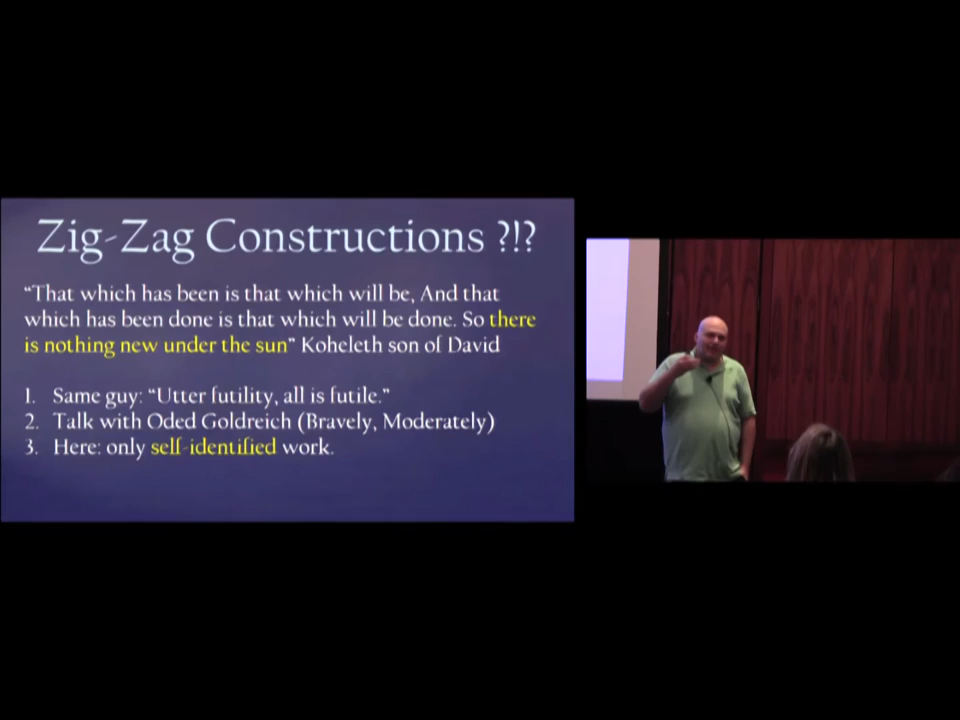 Zig-Zag Constructions ?!?
“That which has been is that which will be, And that
which has been done is that which will be done. So there
is nothing new under the sun” Koheleth son of David
1. Same guy: “Utter futility, all is futile.”
2. Talk with Oded Goldreich (Bravely, Moderately)
3. Here: only self-identified work.